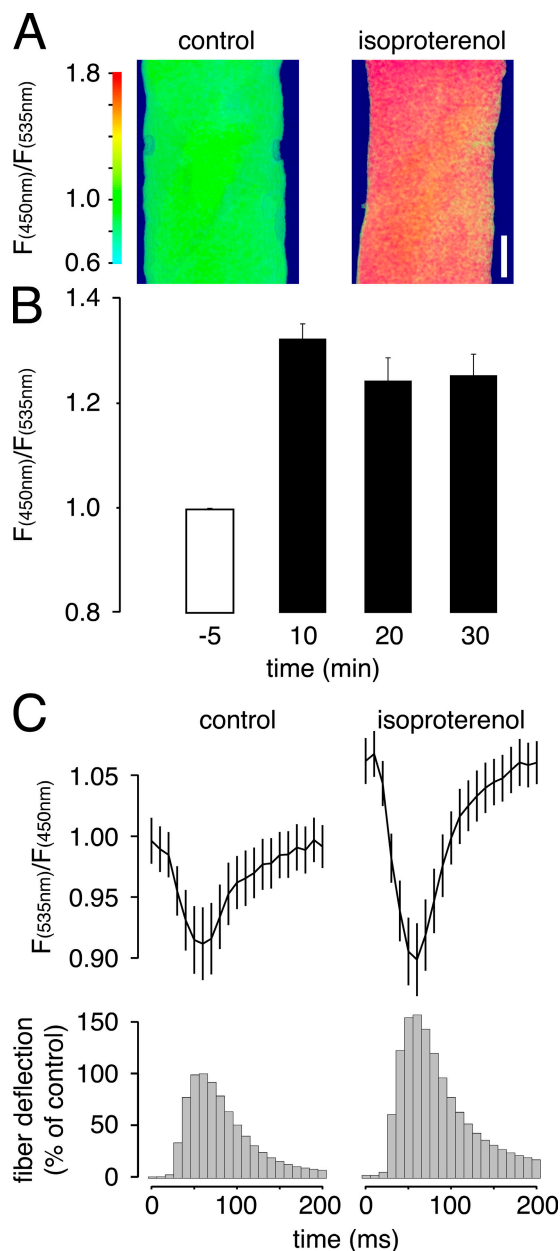 A
control
isoproterenol
F(450nm)/F(535nm)
1.8
1.0
0.6
B
F(450nm)/F(535nm)
1.4
1.2
1.0
0.8
-5 10 20 30
time (min)
C
control
isoproterenol
F(535nm)/F(450nm)
1.05
1.00
0.95
0.90
fiber deflection
(% of control)
150
100
50
0
0 100 200
0 100 200
time (ms)